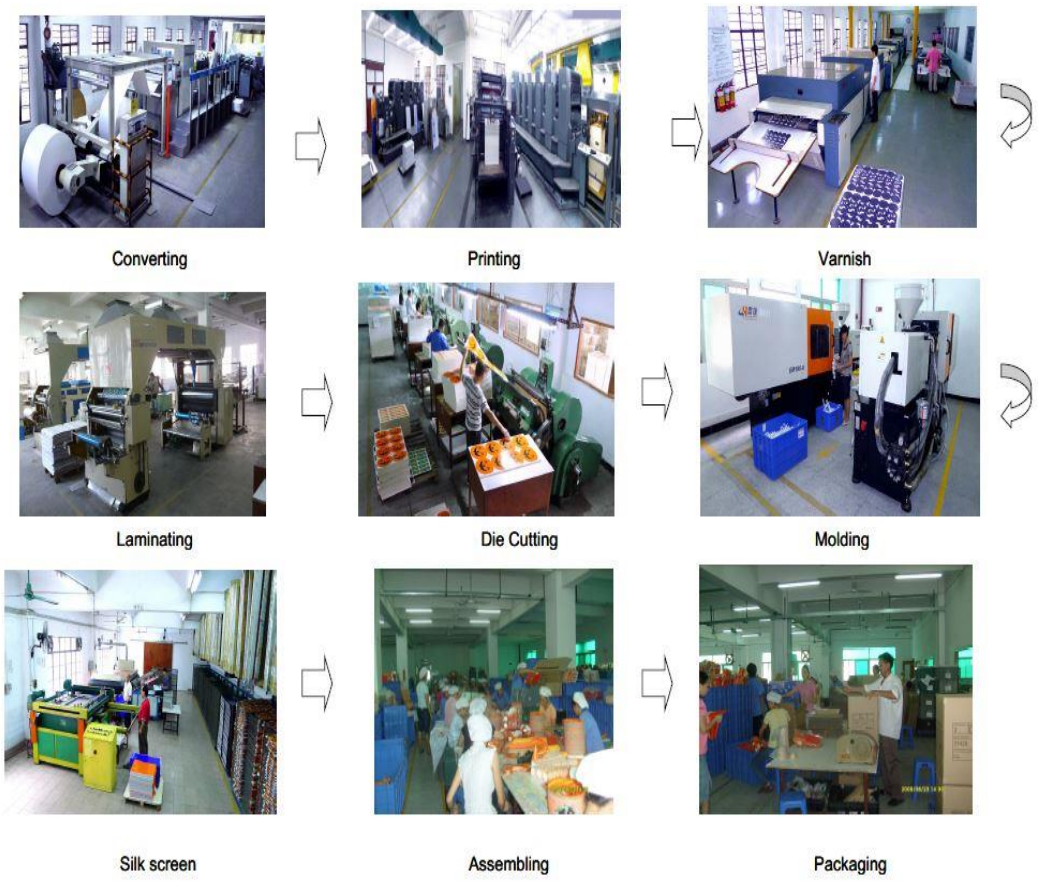 Converting
Printing
Varnish
Laminating
Die Cutting
Molding
Silk screen
Assembling
Packaging